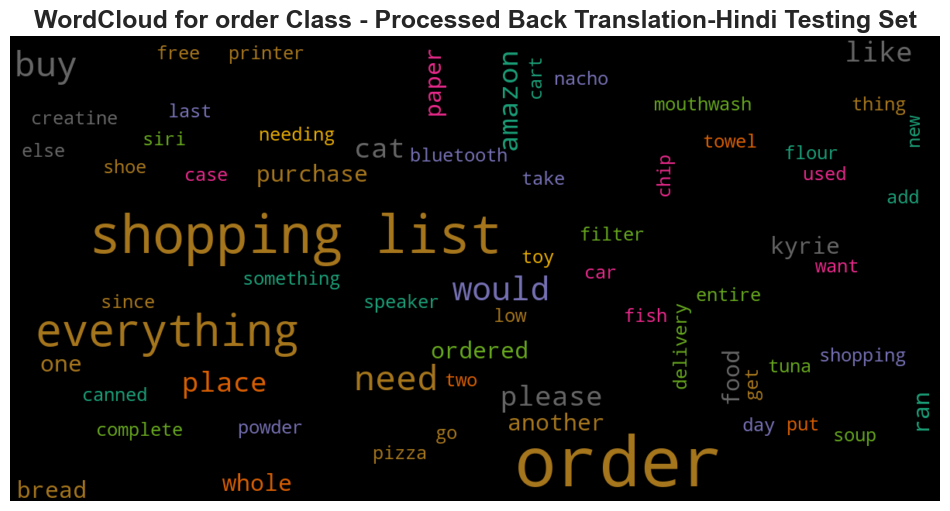 WordCloud for order Class - Processed Back Translation-Hindi Testing Set
buy
free
printer
paper
amazon
cart
nacho
like
creatine
last
siri
needing
mouthwash
thing
new
else
shoe
case
purchase
cat
bluetooth
take
chip
towel
flour
used
add
shopping list
toy
filter
kyrie
want
something
since
speaker
would
low
car
fish
entire
everything
one
place
ordered
need
two
delivery
food
get
tuna
shopping
canned
please
another
complete
powder
go
day
put
soup
ran
pizza
order
bread
whole